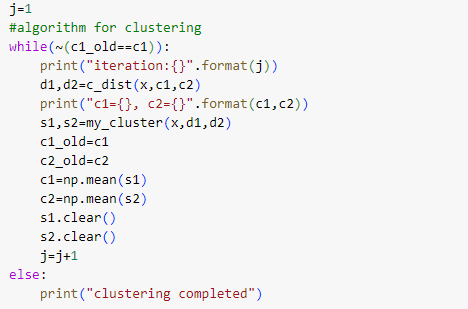 j=1
#algorithm for clustering
while(~(c1_old==c1)):
    print("iteration:{}".format(j))
    d1,d2=c_dist(x,c1,c2)
    print("c1={}, c2={}".format(c1,c2))
    s1,s2=my_cluster(x,d1,d2)
    c1_old=c1
    c2_old=c2
    c1=np.mean(s1)
    c2=np.mean(s2)
    s1.clear()
    s2.clear()
    j=j+1
else:
    print("clustering completed")